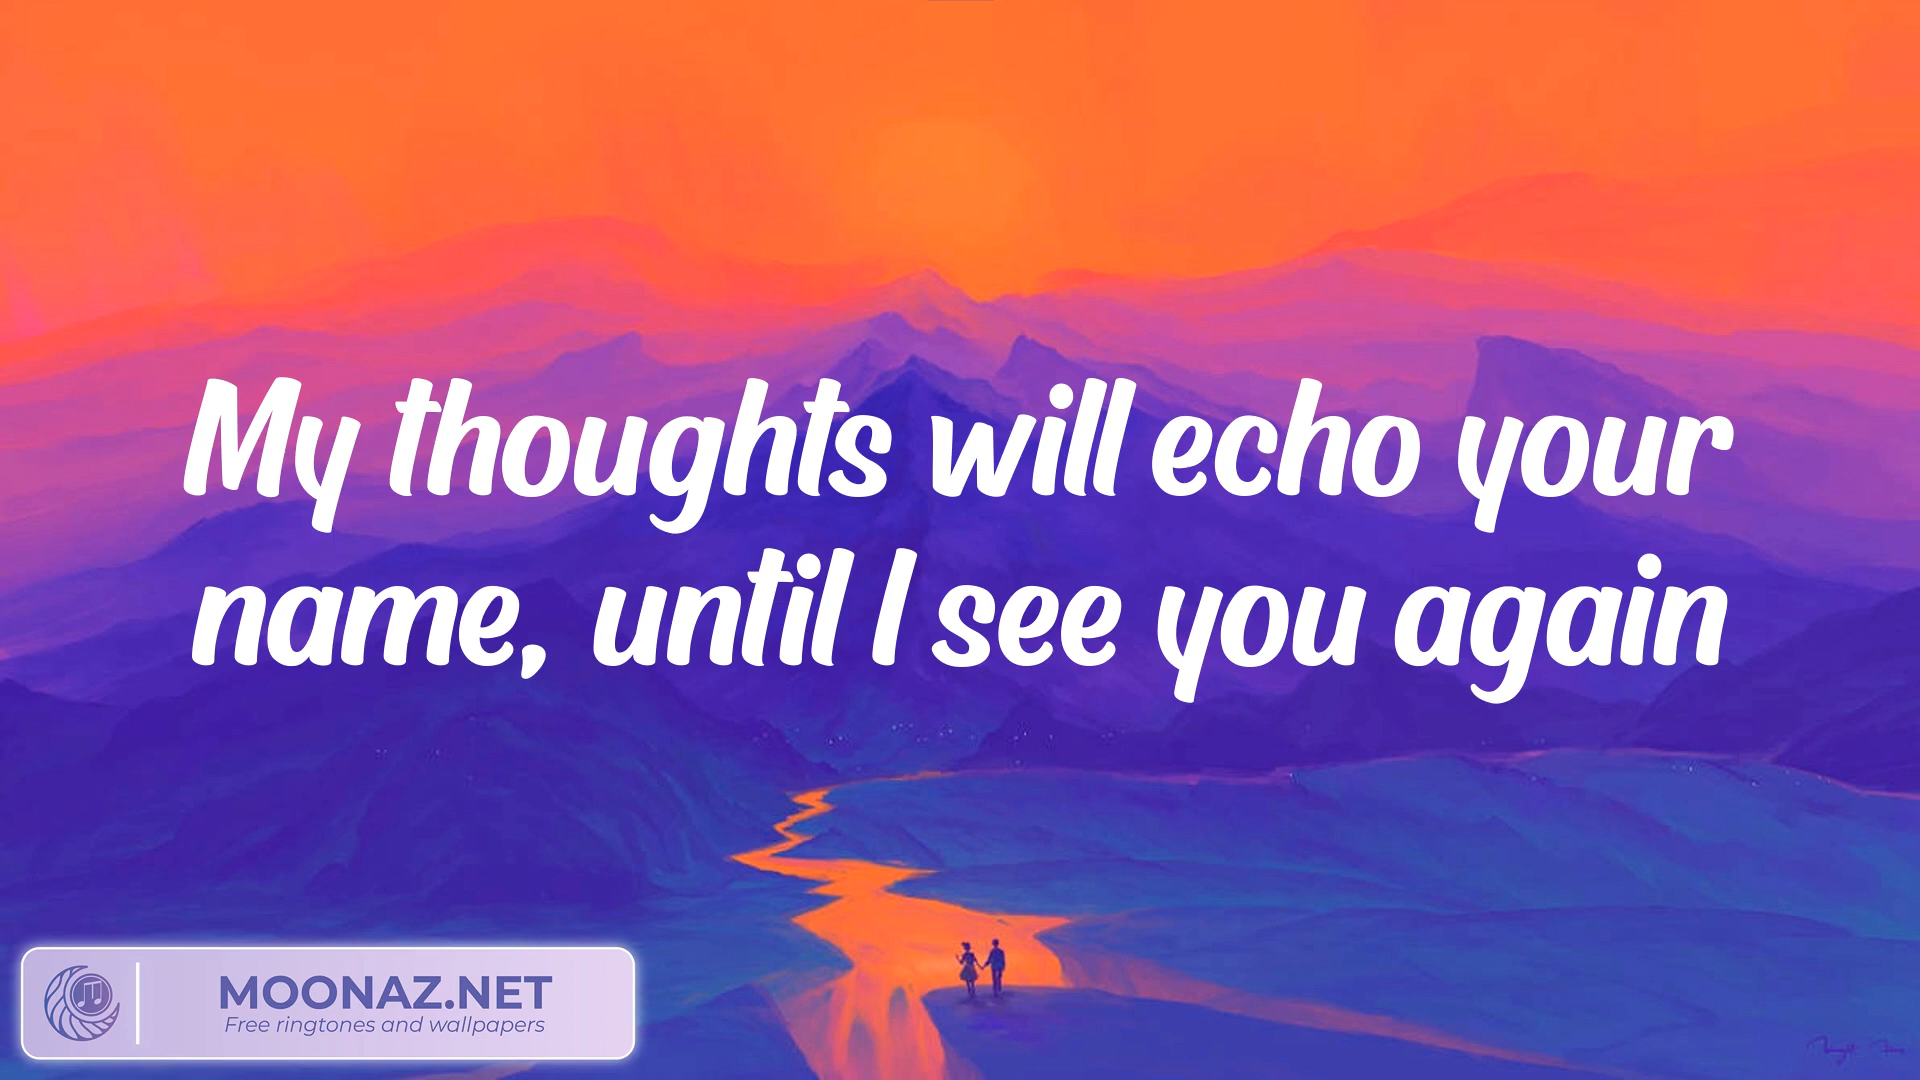 My thoughts will echo your
name, until I see you again
MOONAZ.NET
Free ringtones and wallpapers